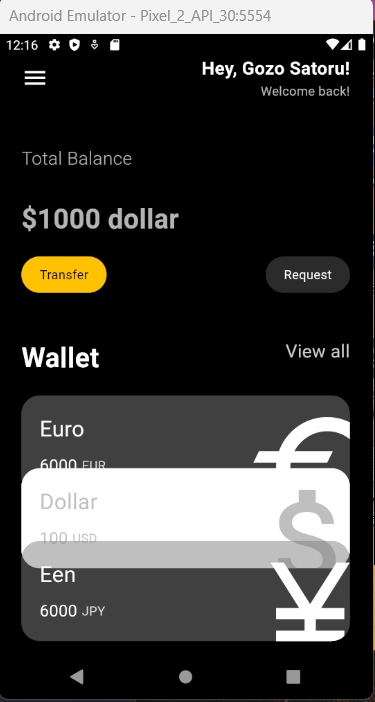 Android Emulator - Pixel_2_API_30:5554
12:16
Hey, Gozo Satoru!
Welcome back!
Total Balance
$1000 dollar
Transfer
Request
Wallet
View all
Euro
€
6000 EUR
Dollar
$
100 USD
Een
¥
6000 JPY